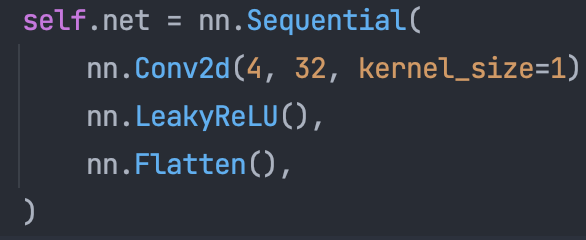 self.net = nn.Sequential(
nn.Conv2d(4, 32, kernel_size=1)
nn.LeakyReLU(),
nn.Flatten(),
)